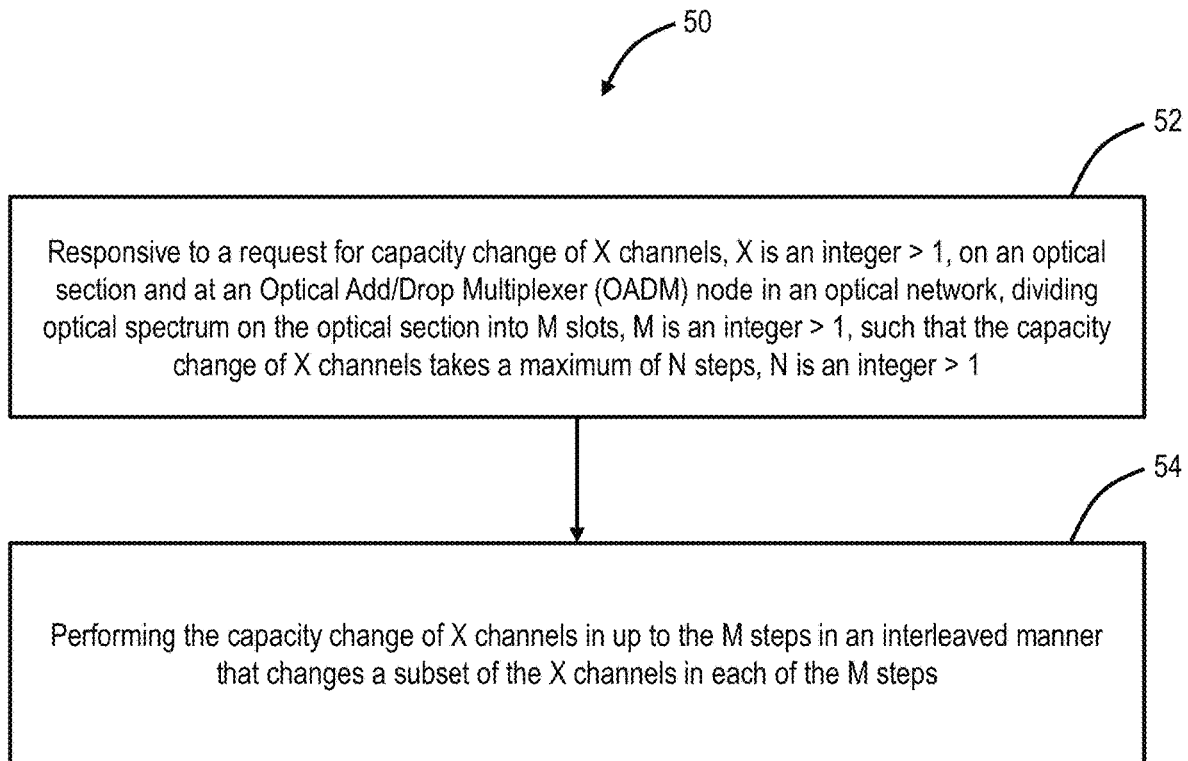 50
52
Responsive to a request for capacity change of X channels, X is an integer > 1, on an optical
section and at an Optical Add/Drop Multiplexer (OADM) node in an optical network, dividing
optical spectrum on the optical section into M slots, M is an integer > 1, such that the capacity
change of X channels takes a maximum of N steps, N is an integer > 1
54
Performing the capacity change of X channels in up to the M steps in an interleaved manner
that changes a subset of the X channels in each of the M steps